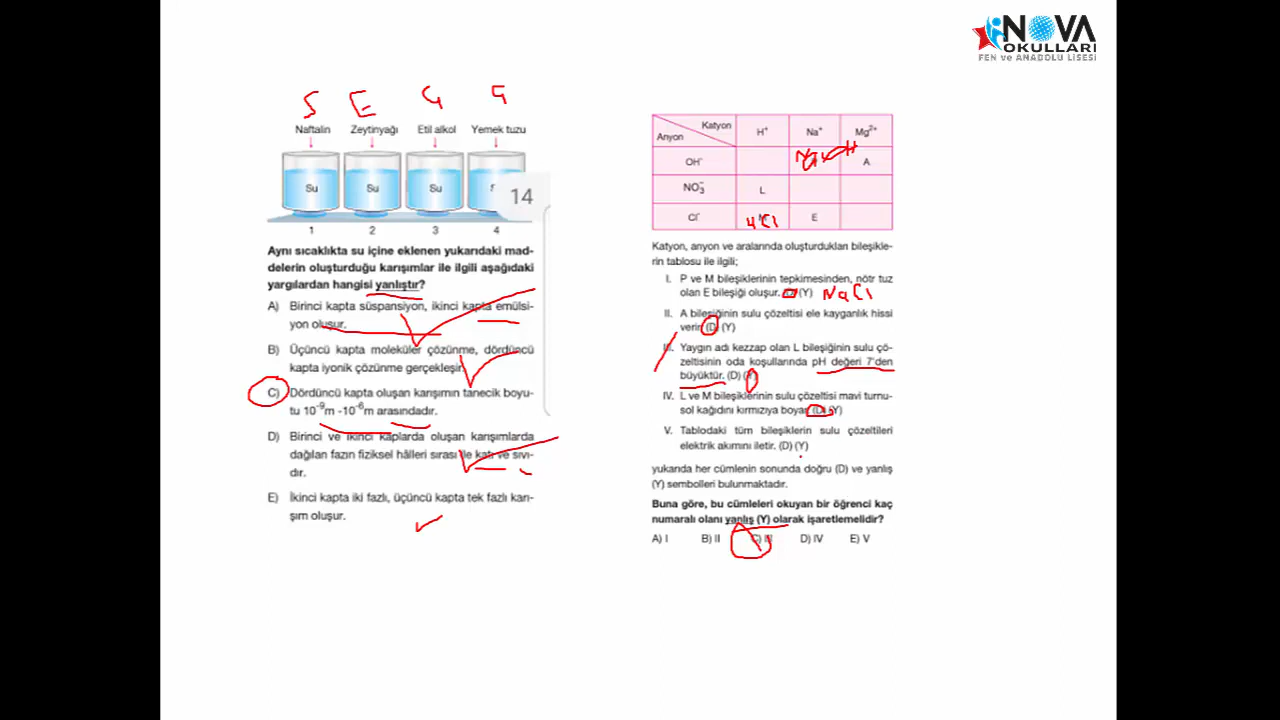 NOVA
OKULLARI
FEN ve ANADOLU LİSESİ
S E Ç Ç
Naftalin Zeytinyağı Etil alkol Yemek tuzu
Su Su Su
14
1 2 3 4
Aynı sıcaklıkta su içine eklenen yukarıdaki mad-
delerin oluşturduğu karışımlar ile ilgili aşağıdaki
yargılardan hangisi yanlıştır?
A) Birinci kapta süspansiyon, ikinci kapta emülsi-
yon oluşur.
B) Üçüncü kapta moleküler çözünme, dördüncü
kapta iyonik çözünme gerçekleşir.
C) Dördüncü kapta oluşan karışımın tanecik boyu-
tu 10⁻⁹m -10⁻⁶m arasındadır.
D) Birinci ve ikinci kaplarda oluşan karışımlarda
dağılan fazın fiziksel hâlleri sırası ile katı ve sıvı-
dır.
E) İkinci kapta iki fazlı, üçüncü kapta tek fazlı karı-
şım oluşur.
Katyon
Anyon
H⁺ Na⁺ Mg²⁺
OH⁻ NaOH A
NO₃⁻ L
Cl⁻ HCl E
Katyon, anyon ve aralarında oluşturdukları bileşikle-
rin tablosu ile ilgili;
I. P ve M bileşiklerinin tepkimesinden, nötr tuz
olan E bileşiği oluşur. (D) (Y) NaCl
II. A bileşiğinin sulu çözeltisi ele kayganlık hissi
verir. (D) (Y)
III. Yaygın adı kezzap olan L bileşiğinin sulu çö-
zeltisinin oda koşullarında pH değeri 7'den
büyüktür. (D) (Y)
IV. L ve M bileşiklerinin sulu çözeltisi mavi turnu-
sol kağıdını kırmızıya boyar. (D) (Y)
V. Tablodaki tüm bileşiklerin sulu çözeltileri
elektrik akımını iletir. (D) (Y)
yukarıda her cümlenin sonunda doğru (D) ve yanlış
(Y) sembolleri bulunmaktadır.
Buna göre, bu cümleleri okuyan bir öğrenci kaç
numaralı olanı yanlış (Y) olarak işaretlemelidir?
A) I B) II C) III D) IV E) V